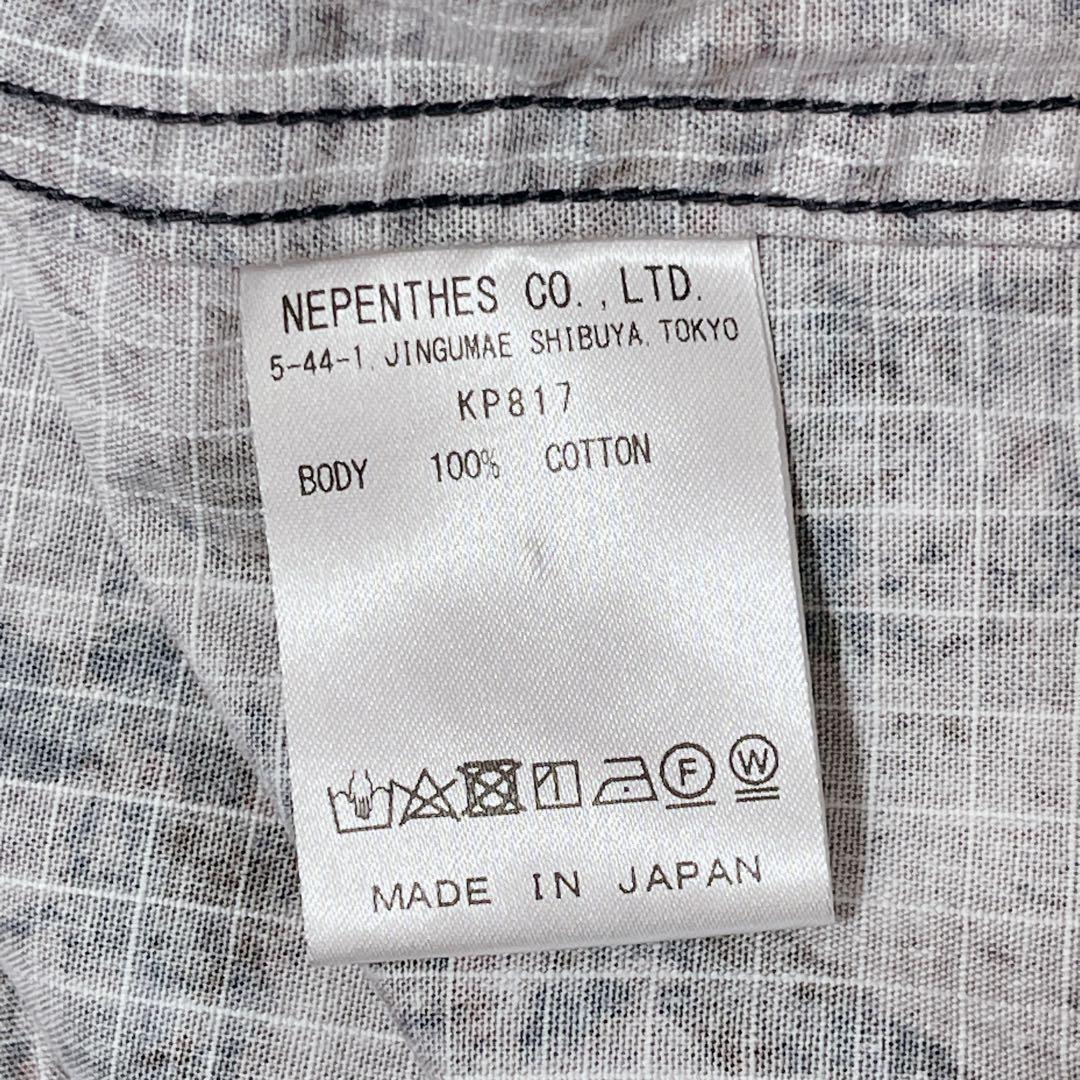 NEPENTHES CO.,LTD.
5-44-1, JINGUMAE SHIBUYA, TOKYO
KP817
BODY 100% COTTON
F W
MADE IN JAPAN